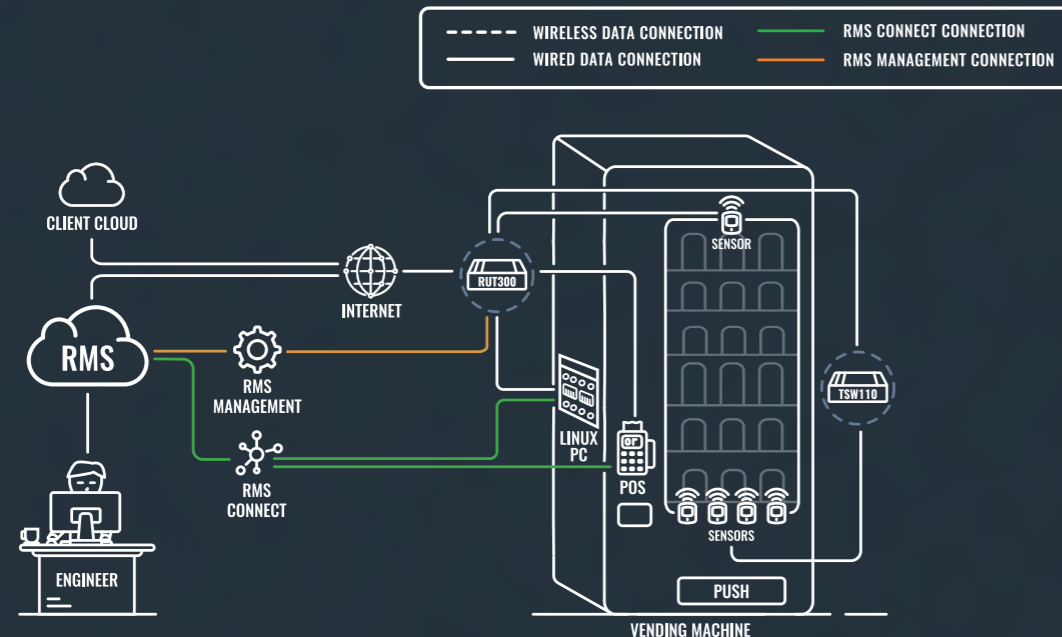 WIRELESS DATA CONNECTION
WIRED DATA CONNECTION
RMS CONNECT CONNECTION
RMS MANAGEMENT CONNECTION
CLIENT CLOUD
INTERNET
RUT300
SENSOR
RMS
RMS
MANAGEMENT
RMS
CONNECT
LINUX
PC
POS
TSW110
SENSORS
ENGINEER
PUSH
VENDING MACHINE